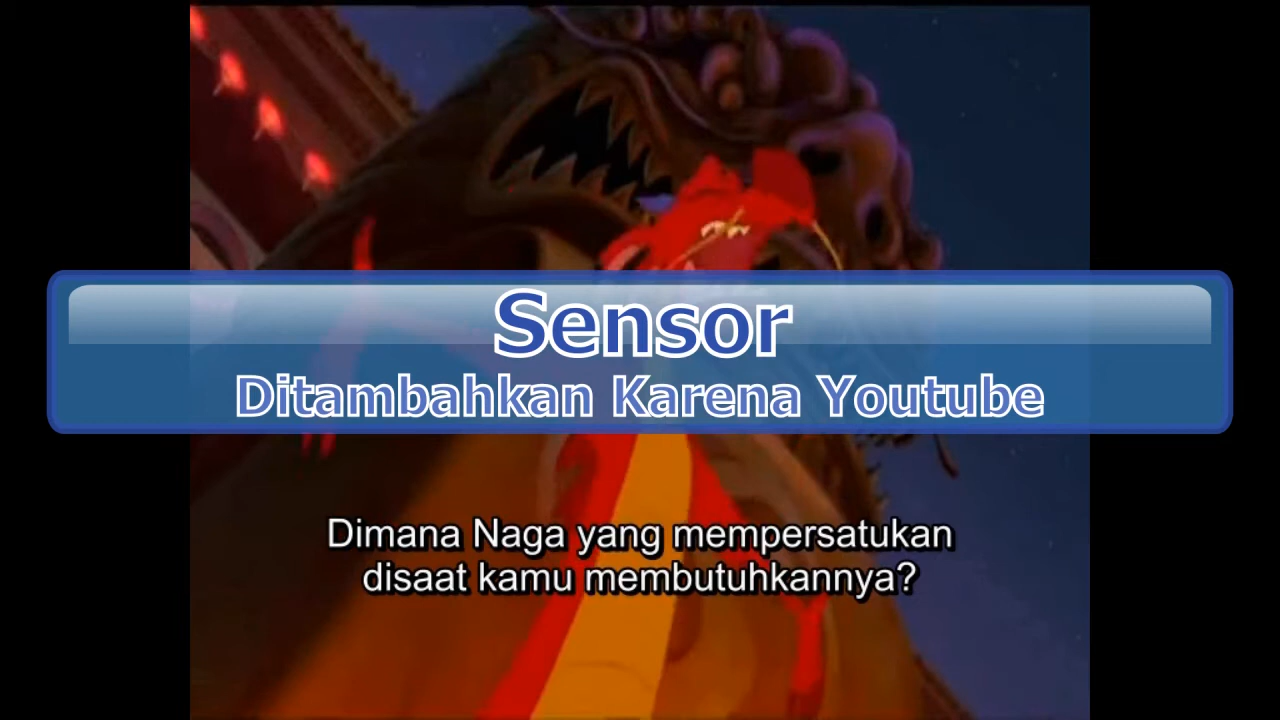 Sensor
Ditambahkan Karena Youtube
Dimana Naga yang mempersatukan
disaat kamu membutuhkannya?